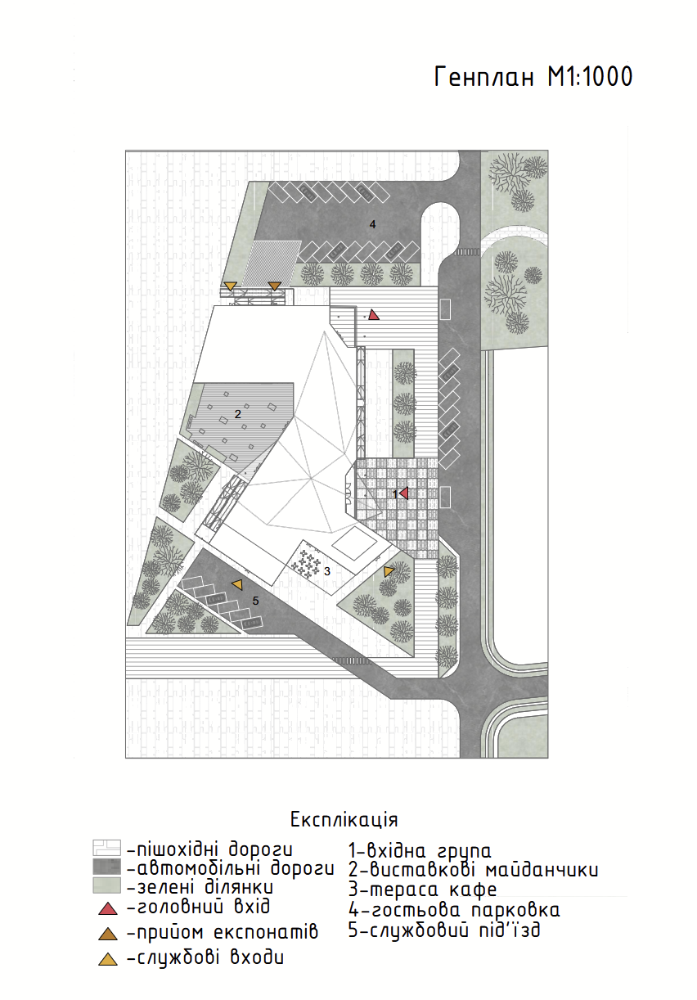 Генплан М1:1000
4
2
1
3
5
Експлікація
-пішохідні дороги
-автомобільні дороги
-зелені ділянки
-головний вхід
-прийом експонатів
-службові входи
1-вхідна група
2-виставкові майданчики
3-тераса кафе
4-гостьова парковка
5-службовий під'їзд